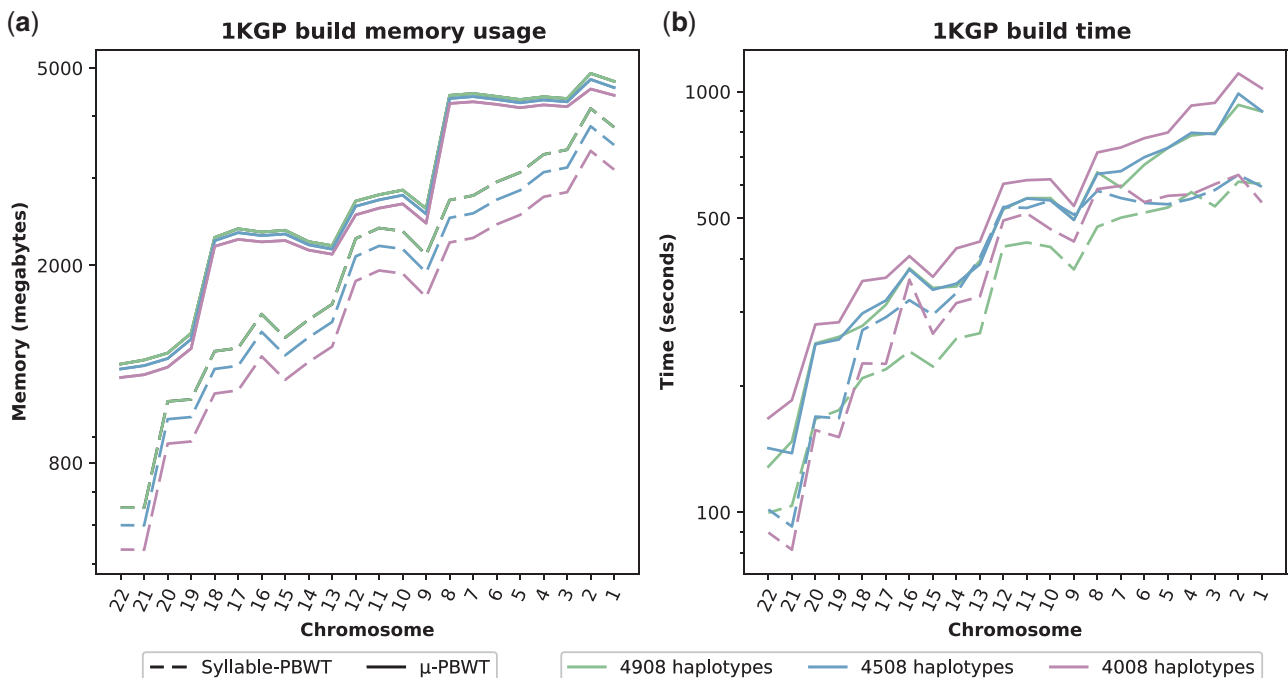 (a)
1KGP build memory usage
Memory (megabytes)
5000
2000
800
22 21 20 19 18 17 16 15 14 13 12 11 10 9 8 7 6 5 4 3 2 1
Chromosome
(b)
1KGP build time
Time (seconds)
1000
500
100
22 21 20 19 18 17 16 15 14 13 12 11 10 9 8 7 6 5 4 3 2 1
Chromosome
Syllable-PBWT μ-PBWT
4908 haplotypes 4508 haplotypes 4008 haplotypes